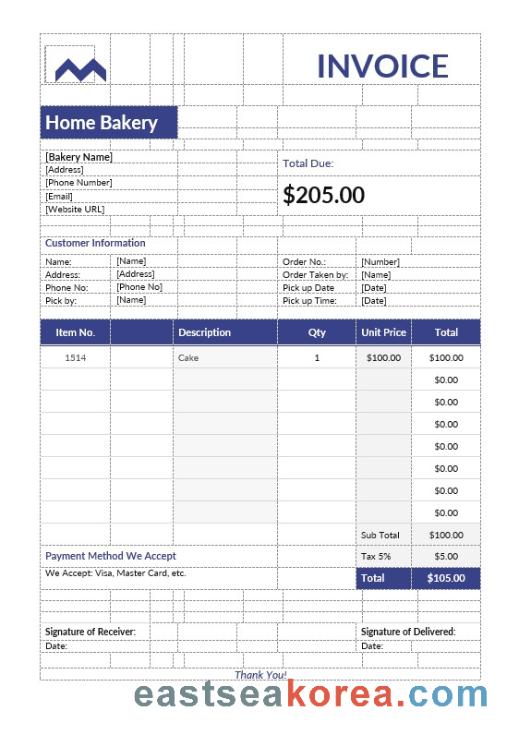 INVOICE
Home Bakery
[Bakery Name]
[Address]
[Phone Number]
[Email]
[Website URL]
Total Due:
$205.00
Customer Information
Name: [Name] Order No.: [Number]
Address: [Address] Order Taken by: [Name]
Phone No: [Phone No] Pick up Date [Date]
Pick by: [Name] Pick up Time: [Date]
Item No. Description Qty Unit Price Total
1514 Cake 1 $100.00 $100.00
$0.00
$0.00
$0.00
$0.00
$0.00
$0.00
$0.00
Sub Total $100.00
Payment Method We Accept Tax 5% $5.00
We Accept: Visa, Master Card, etc. Total $105.00
Signature of Receiver: Signature of Delivered:
Date: Date:
Thank You!
eastseakorea.com